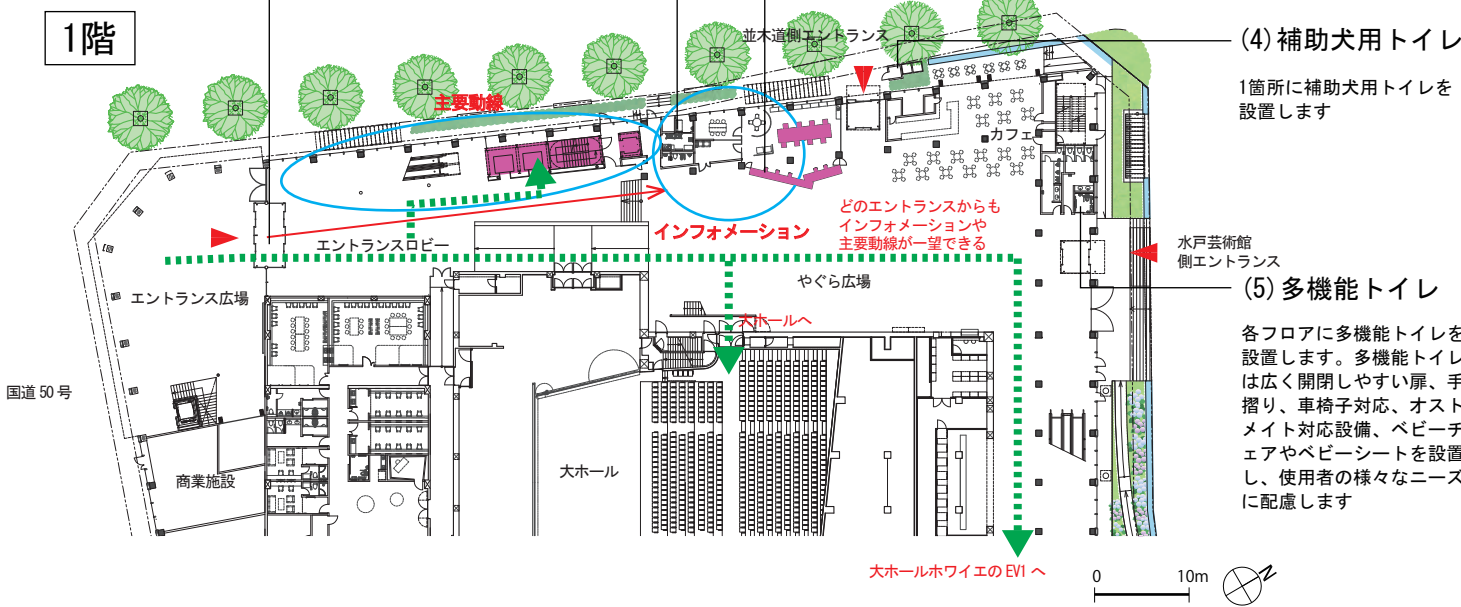 1階
並木道側エントランス
(4)補助犬用トイレ
1箇所に補助犬用トイレを
設置します
主要動線
カフェ
どのエントランスからも
インフォメーションや
主要動線が一望できる
インフォメーション
エントランスロビー
水戸芸術館
側エントランス
エントランス広場
やぐら広場
(5)多機能トイレ
大ホールへ
各フロアに多機能トイレを
設置します。多機能トイレ
は広く開閉しやすい扉、手
摺り、車椅子対応、オスト
メイト対応設備、ベビーチ
ェアやベビーシートを設置
し、使用者の様々なニーズ
に配慮します
国道50号
商業施設
大ホール
大ホールホワイエの EV1 へ
0 10m
N